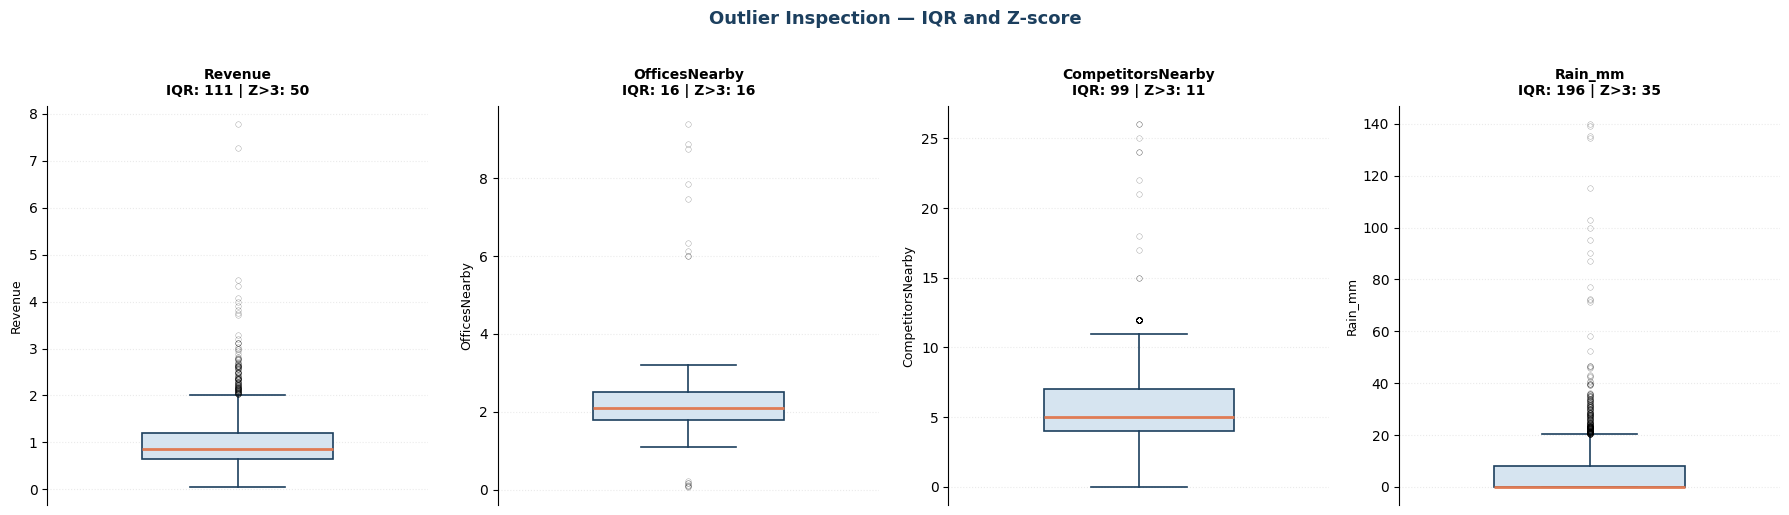 Outlier Inspection — IQR and Z-score
Revenue
IQR: 111 | Z>3: 50
Revenue
8
7
6
5
4
3
2
1
0
OfficesNearby
IQR: 16 | Z>3: 16
OfficesNearby
8
6
4
2
0
CompetitorsNearby
IQR: 99 | Z>3: 11
CompetitorsNearby
25
20
15
10
5
0
Rain_mm
IQR: 196 | Z>3: 35
Rain_mm
140
120
100
80
60
40
20
0